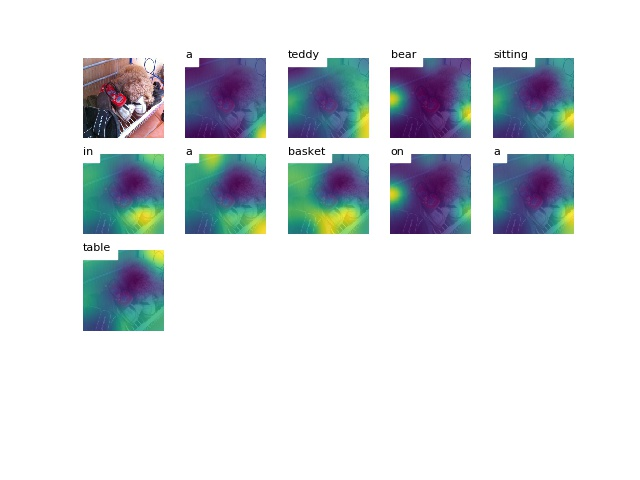 a teddy bear sitting
in a basket on a
table